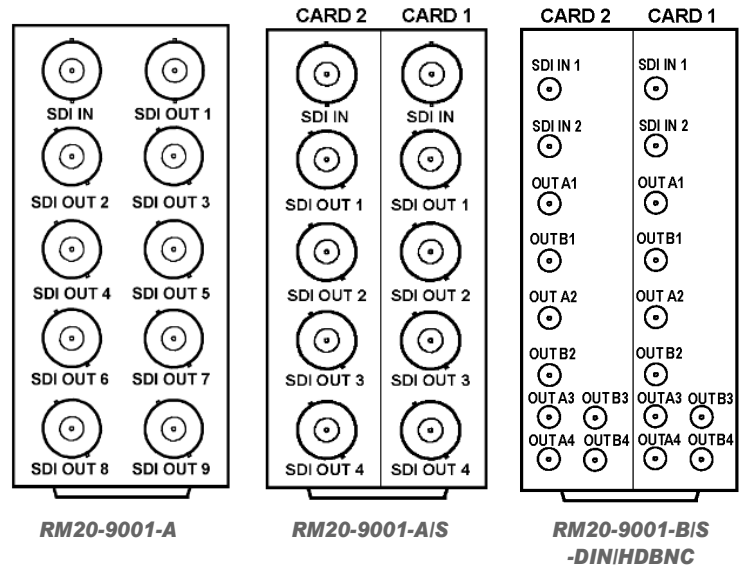 SDI IN SDI OUT 1
SDI OUT 2 SDI OUT 3
SDI OUT 4 SDI OUT 5
SDI OUT 6 SDI OUT 7
SDI OUT 8 SDI OUT 9
RM20-9001-A
CARD 2 CARD 1
SDI IN SDI IN
SDI OUT 1 SDI OUT 1
SDI OUT 2 SDI OUT 2
SDI OUT 3 SDI OUT 3
SDI OUT 4 SDI OUT 4
RM20-9001-A/S
CARD 2 CARD 1
SDI IN 1 SDI IN 1
SDI IN 2 SDI IN 2
OUT A1 OUT A1
OUTB1 OUTB1
OUT A2 OUT A2
OUTB2 OUTB2
OUTA3 OUTB3 OUTA3 OUTB3
OUTA4 OUTB4 OUTA4 OUTB4
RM20-9001-B/S
-DIN/HDBNC